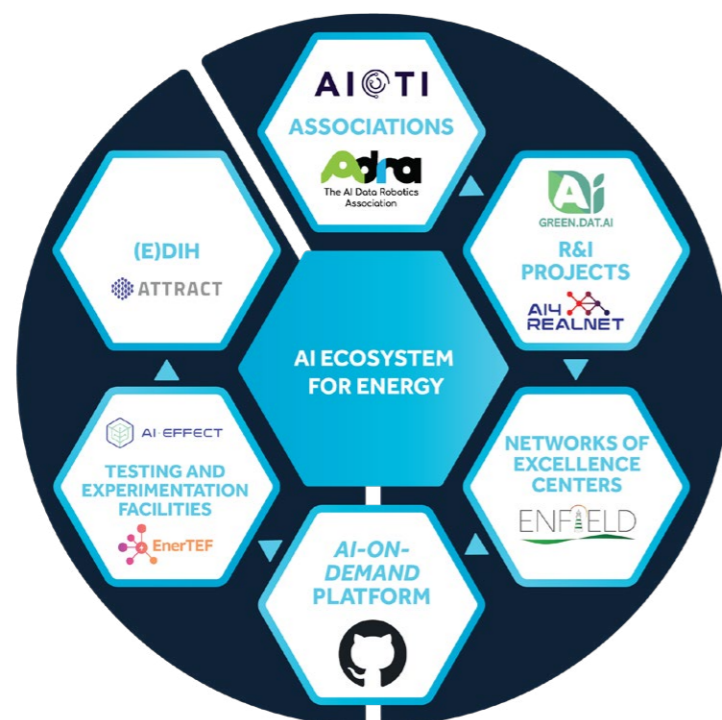 AIOTI
ASSOCIATIONS
Adra
The AI Data Robotics
Association
Ai
GREEN.DAT.AI
R&I
PROJECTS
AI4
REALNET
(E)DIH
ATTRACT
AI ECOSYSTEM
FOR ENERGY
AI-EFFECT
TESTING AND
EXPERIMENTATION
FACILITIES
EnerTEF
NETWORKS OF
EXCELLENCE
CENTERS
ENFIELD
AI-ON-
DEMAND
PLATFORM